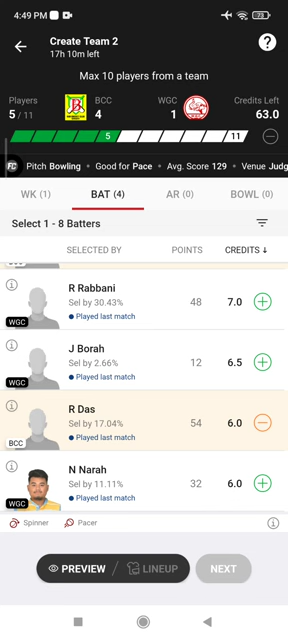 4:49 PM
73
Create Team 2
17h 10m left
?
Max 10 players from a team
Players
5 / 11
BCC
4
WGC
1
Credits Left
63.0
5
11
FC Pitch Bowling • Good for Pace • Avg. Score 129 • Venue Judg
WK (1)
BAT (4)
AR (0)
BOWL (0)
Select 1 - 8 Batters
SELECTED BY
POINTS
CREDITS ↓
R Rabbani
Sel by 30.43%
48
7.0
Played last match
WGC
J Borah
Sel by 2.66%
12
6.5
Played last match
WGC
R Das
Sel by 17.04%
54
6.0
Played last match
BCC
N Narah
Sel by 11.11%
32
6.0
Played last match
WGC
Spinner
Pacer
PREVIEW / LINEUP
NEXT